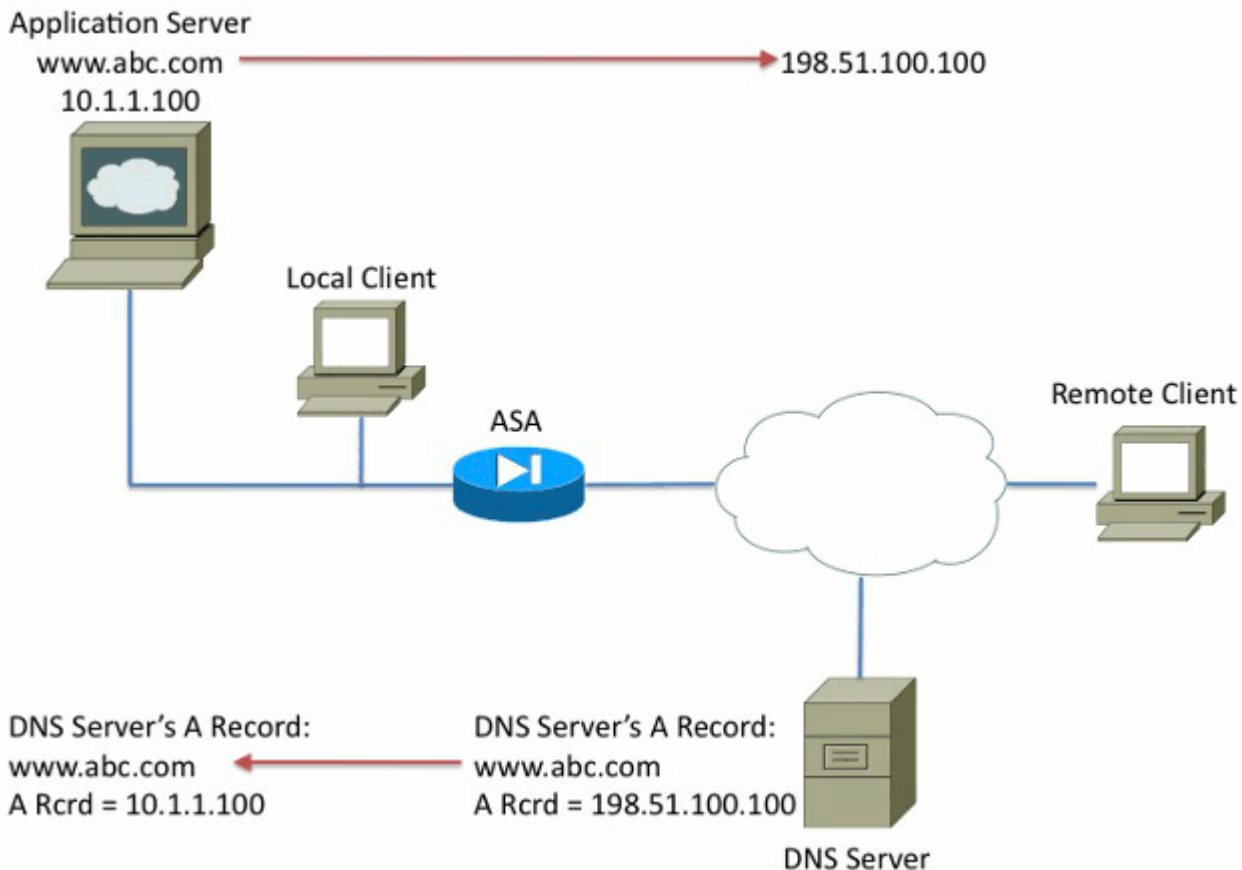 Application Server
www.abc.com
10.1.1.100
198.51.100.100
Local Client
ASA
Remote Client
DNS Server’s A Record:
www.abc.com
A Rcrd = 10.1.1.100
DNS Server’s A Record:
www.abc.com
A Rcrd = 198.51.100.100
DNS Server